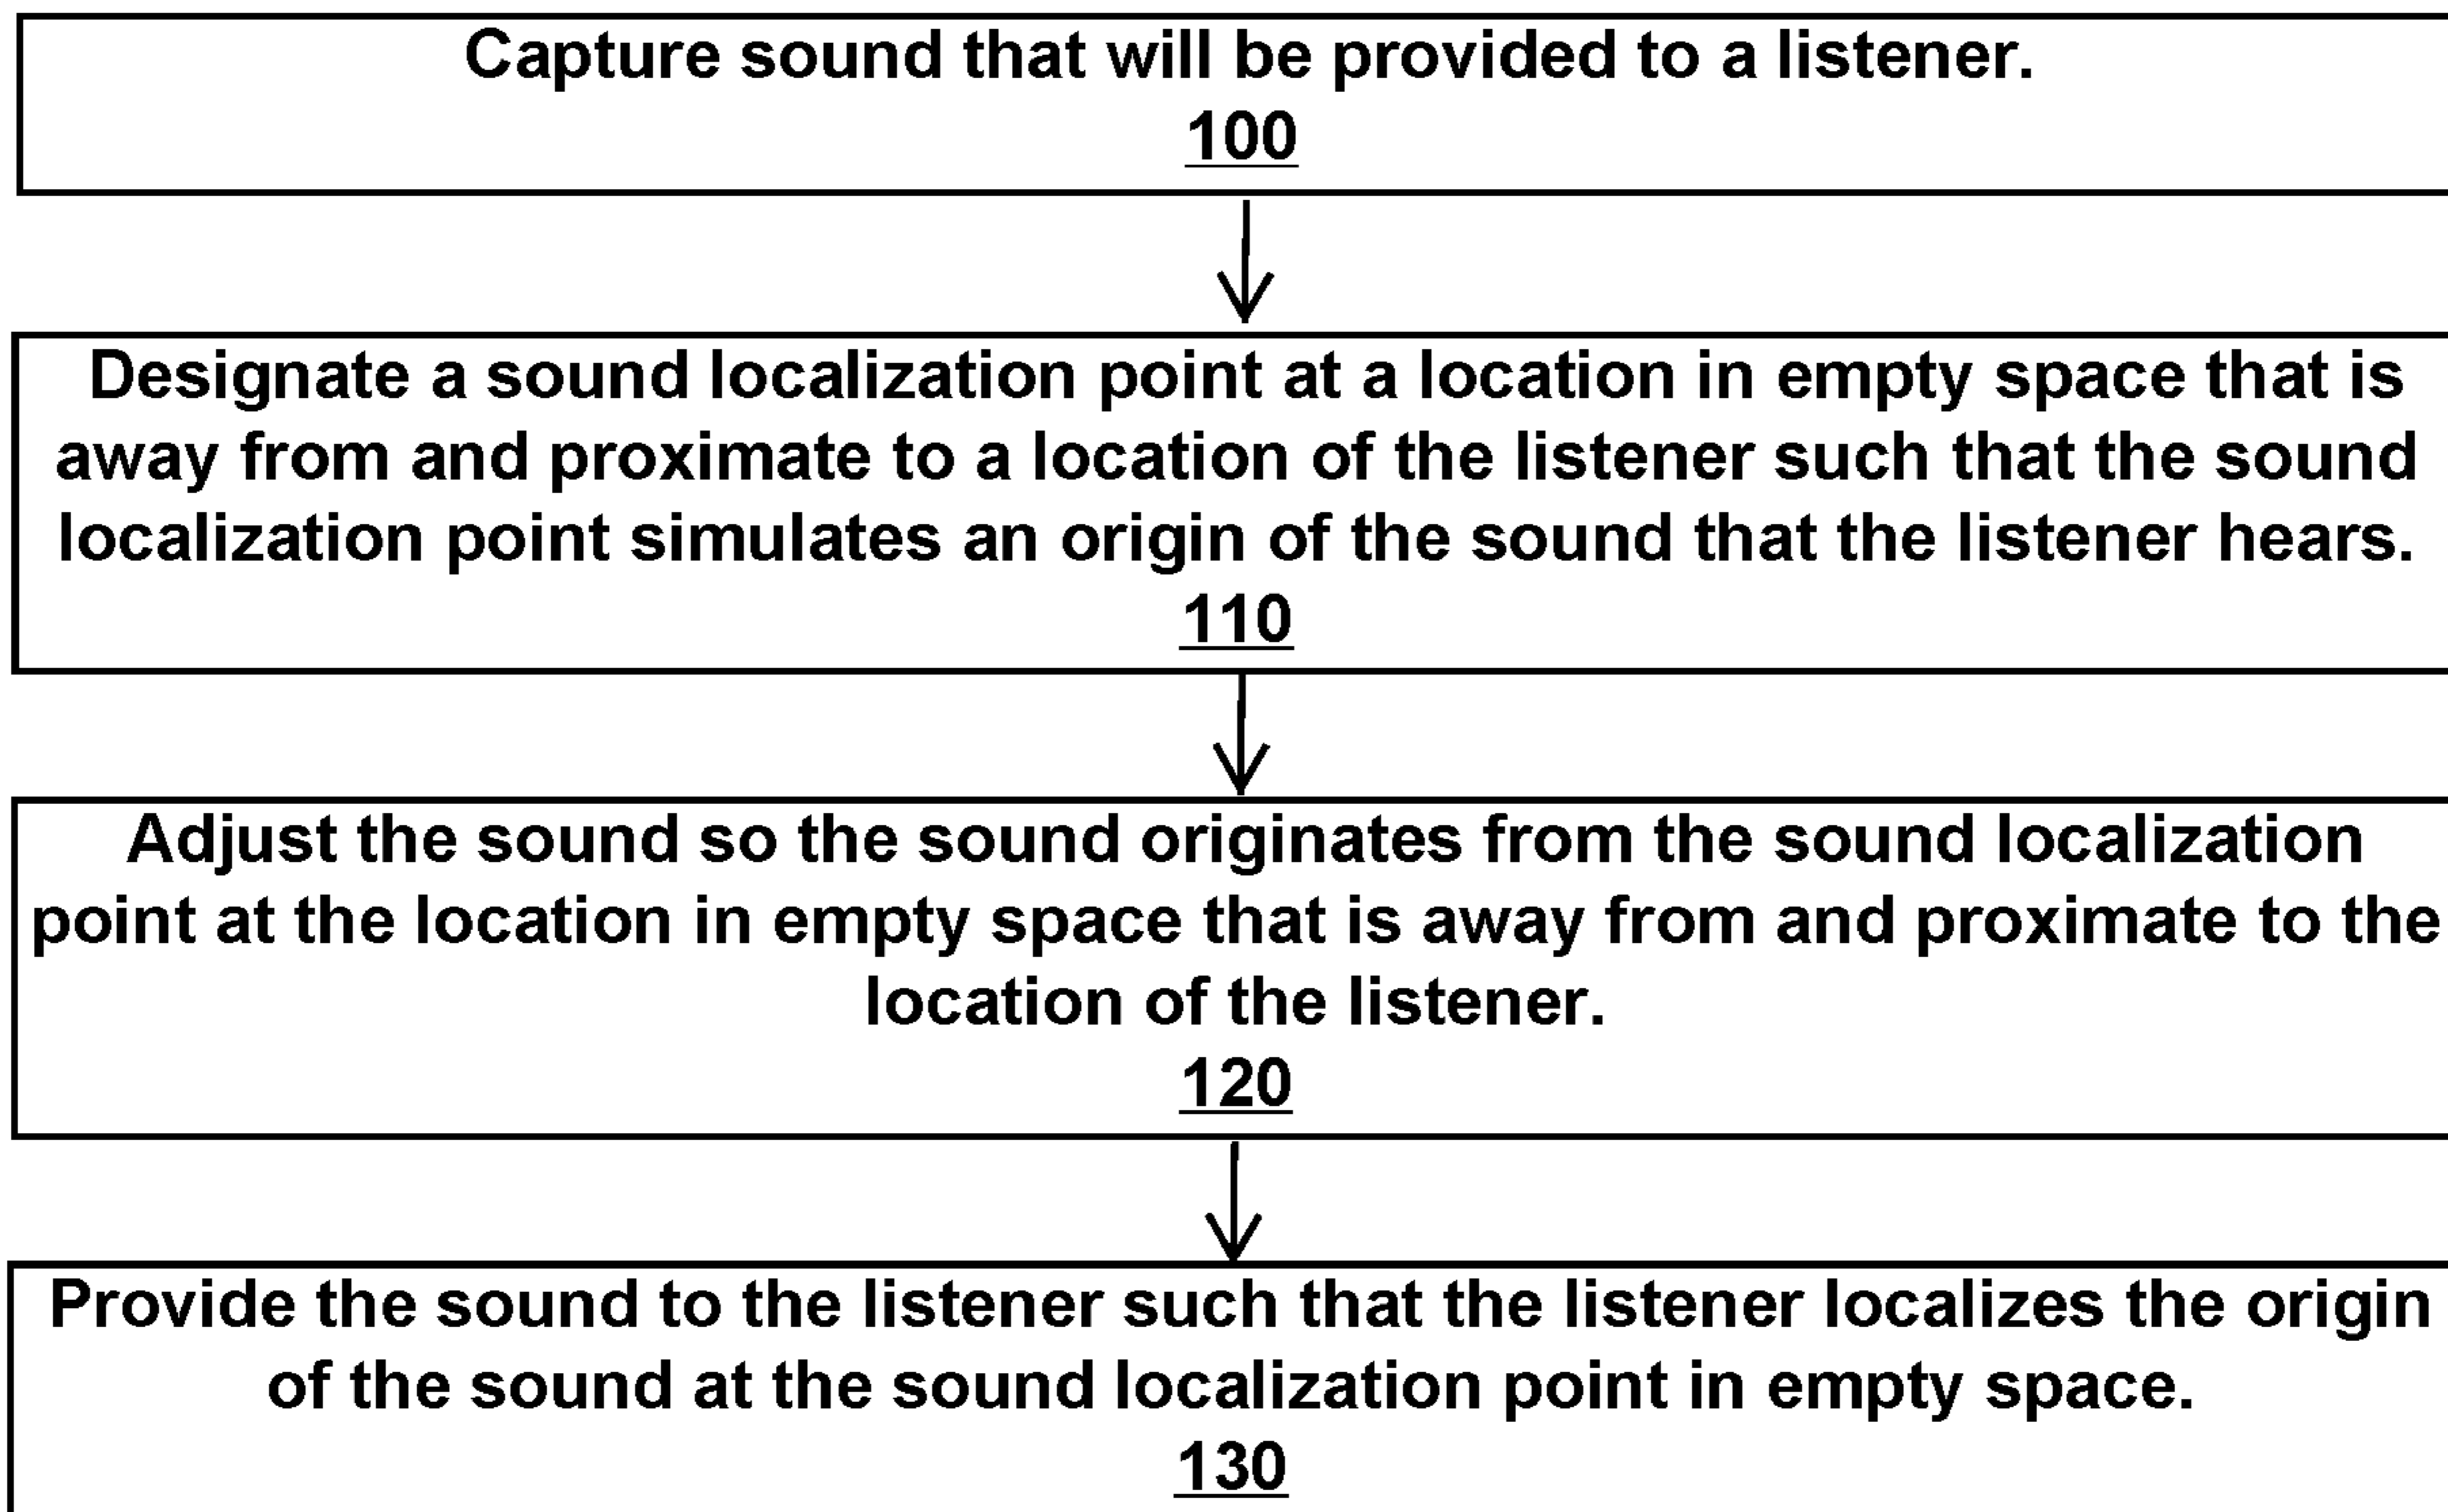 Capture sound that will be provided to a listener.
100
Designate a sound localization point at a location in empty space that is
away from and proximate to a location of the listener such that the sound
localization point simulates an origin of the sound that the listener hears.
110
Adjust the sound so the sound originates from the sound localization
point at the location in empty space that is away from and proximate to the
location of the listener.
120
Provide the sound to the listener such that the listener localizes the origin
of the sound at the sound localization point in empty space.
130